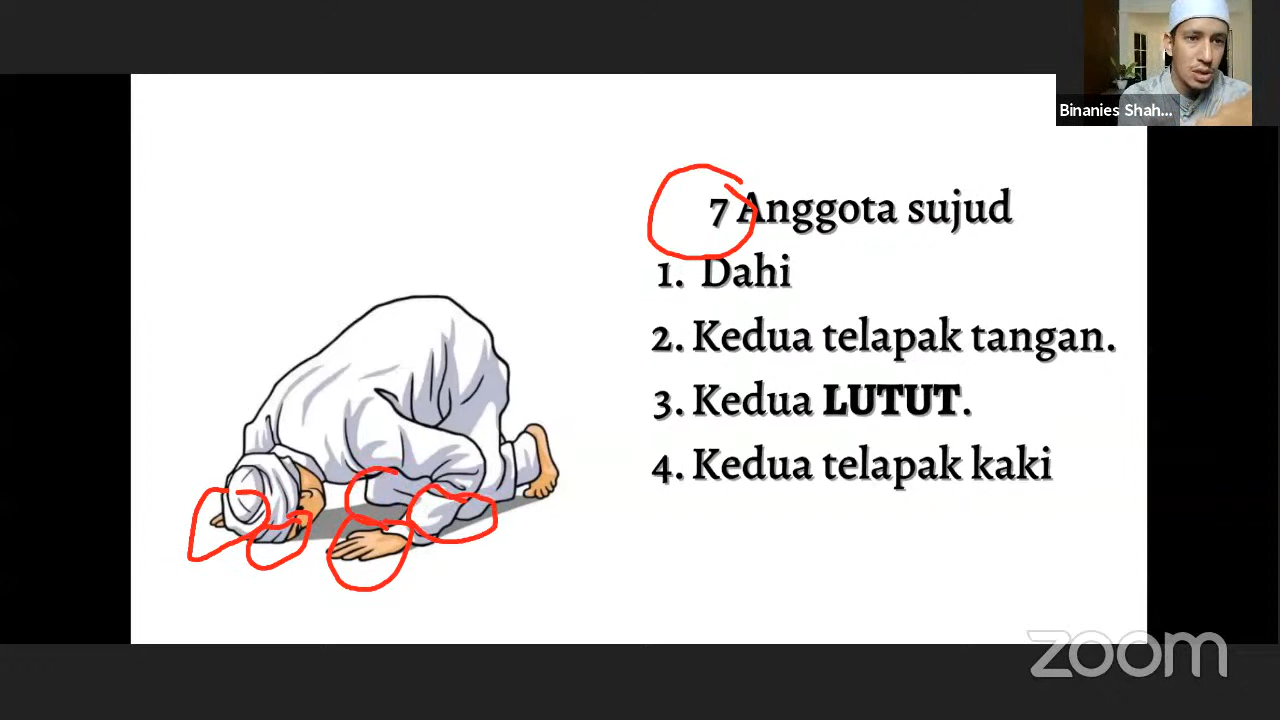 Binanies Shah...
7 Anggota sujud
1. Dahi
2. Kedua telapak tangan.
3. Kedua LUTUT.
4. Kedua telapak kaki
zoom